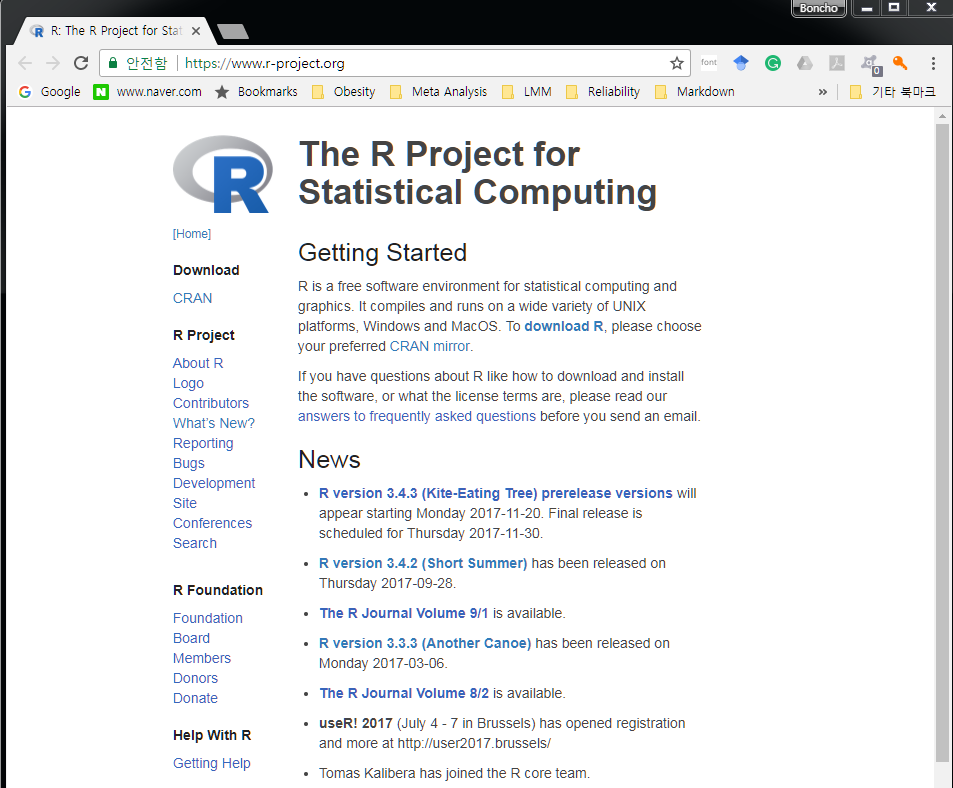 Boncho
R: The R Project for Stat
안전함 https://www.r-project.org
font
0
Google www.naver.com Bookmarks Obesity Meta Analysis LMM Reliability Markdown » 기타 북마크
R
The R Project for
Statistical Computing
[Home]
Download
CRAN
R Project
About R
Logo
Contributors
What's New?
Reporting
Bugs
Development
Site
Conferences
Search
R Foundation
Foundation
Board
Members
Donors
Donate
Help With R
Getting Help
Getting Started
R is a free software environment for statistical computing and
graphics. It compiles and runs on a wide variety of UNIX
platforms, Windows and MacOS. To download R, please choose
your preferred CRAN mirror.
If you have questions about R like how to download and install
the software, or what the license terms are, please read our
answers to frequently asked questions before you send an email.
News
• R version 3.4.3 (Kite-Eating Tree) prerelease versions will
appear starting Monday 2017-11-20. Final release is
scheduled for Thursday 2017-11-30.
• R version 3.4.2 (Short Summer) has been released on
Thursday 2017-09-28.
• The R Journal Volume 9/1 is available.
• R version 3.3.3 (Another Canoe) has been released on
Monday 2017-03-06.
• The R Journal Volume 8/2 is available.
• useR! 2017 (July 4 - 7 in Brussels) has opened registration
and more at http://user2017.brussels/
• Tomas Kalibera has joined the R core team.